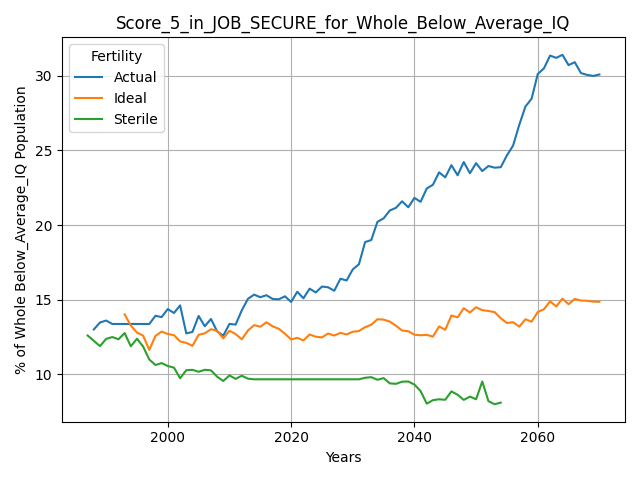 Score_5_in_JOB_SECURE_for_Whole_Below_Average_IQ
% of Whole Below_Average_IQ Population
30
25
20
15
10
Fertility
Actual
Ideal
Sterile
2000
2020
2040
2060
Years